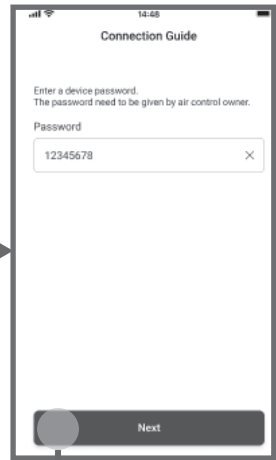 14:48
Connection Guide
Enter a device password.
The password need to be given by air control owner.
Password
12345678
Next